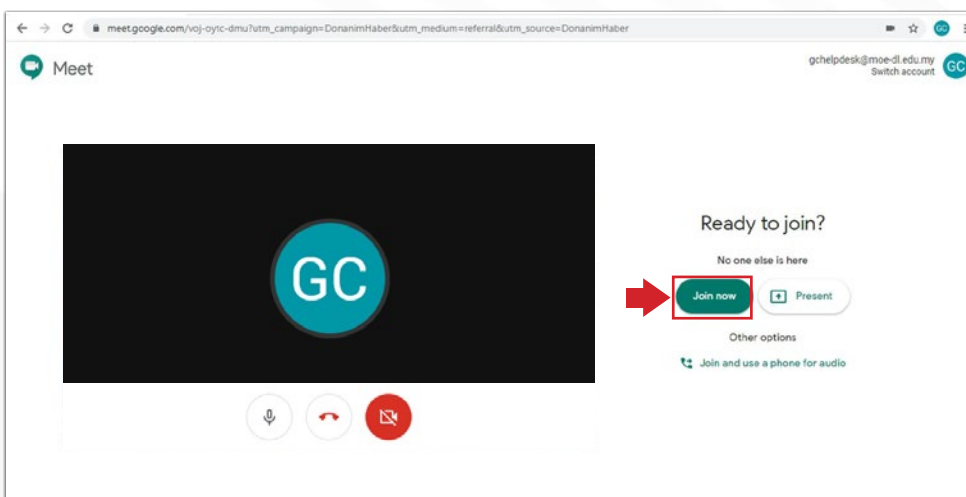 meet.google.com/voj-oytc-dmu?utm_campaign=DonanimHaber&utm_medium=referral&utm_source=DonanimHaber
GC
Meet
gchelpdesk@moe-dl.edu.my
Switch account
GC
GC
Ready to join?
No one else is here
Join now
Present
Other options
Join and use a phone for audio